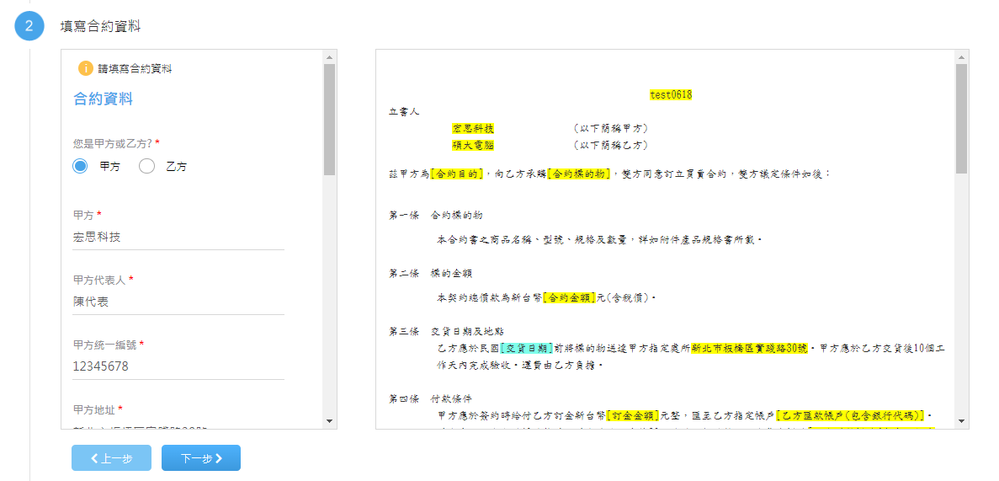 2 填寫合約資料
請填寫合約資料
合約資料
您是甲方或乙方? *
甲方 乙方
甲方 *
宏思科技
甲方代表人 *
陳代表
甲方統一編號 *
12345678
甲方地址 *
上一步 下一步
test0618
立書人
宏思科技 (以下簡稱甲方)
碩大電腦 (以下簡稱乙方)
茲甲方為[合約目的],向乙方承購[合約標的物],雙方同意訂立買賣合約,雙方議定條件如後:
第一條 合約標的物
本合約書之商品名稱、型號、規格及數量,詳如附件產品規格書所載。
第二條 標的金額
本契約總價款為新台幣[合約金額]元(含稅價)。
第三條 交貨日期及地點
乙方應於民國[交貨日期]前將標的物送達甲方指定處所新北市板橋區實踐路30號。甲方應於乙方交貨後10個工
作天內完成驗收。運費由乙方負擔。
第四條 付款條件
甲方應於簽約時給付乙方訂金新台幣[訂金金額]元整,匯至乙方指定帳戶[乙方匯款帳戶(包含銀行代碼)]。